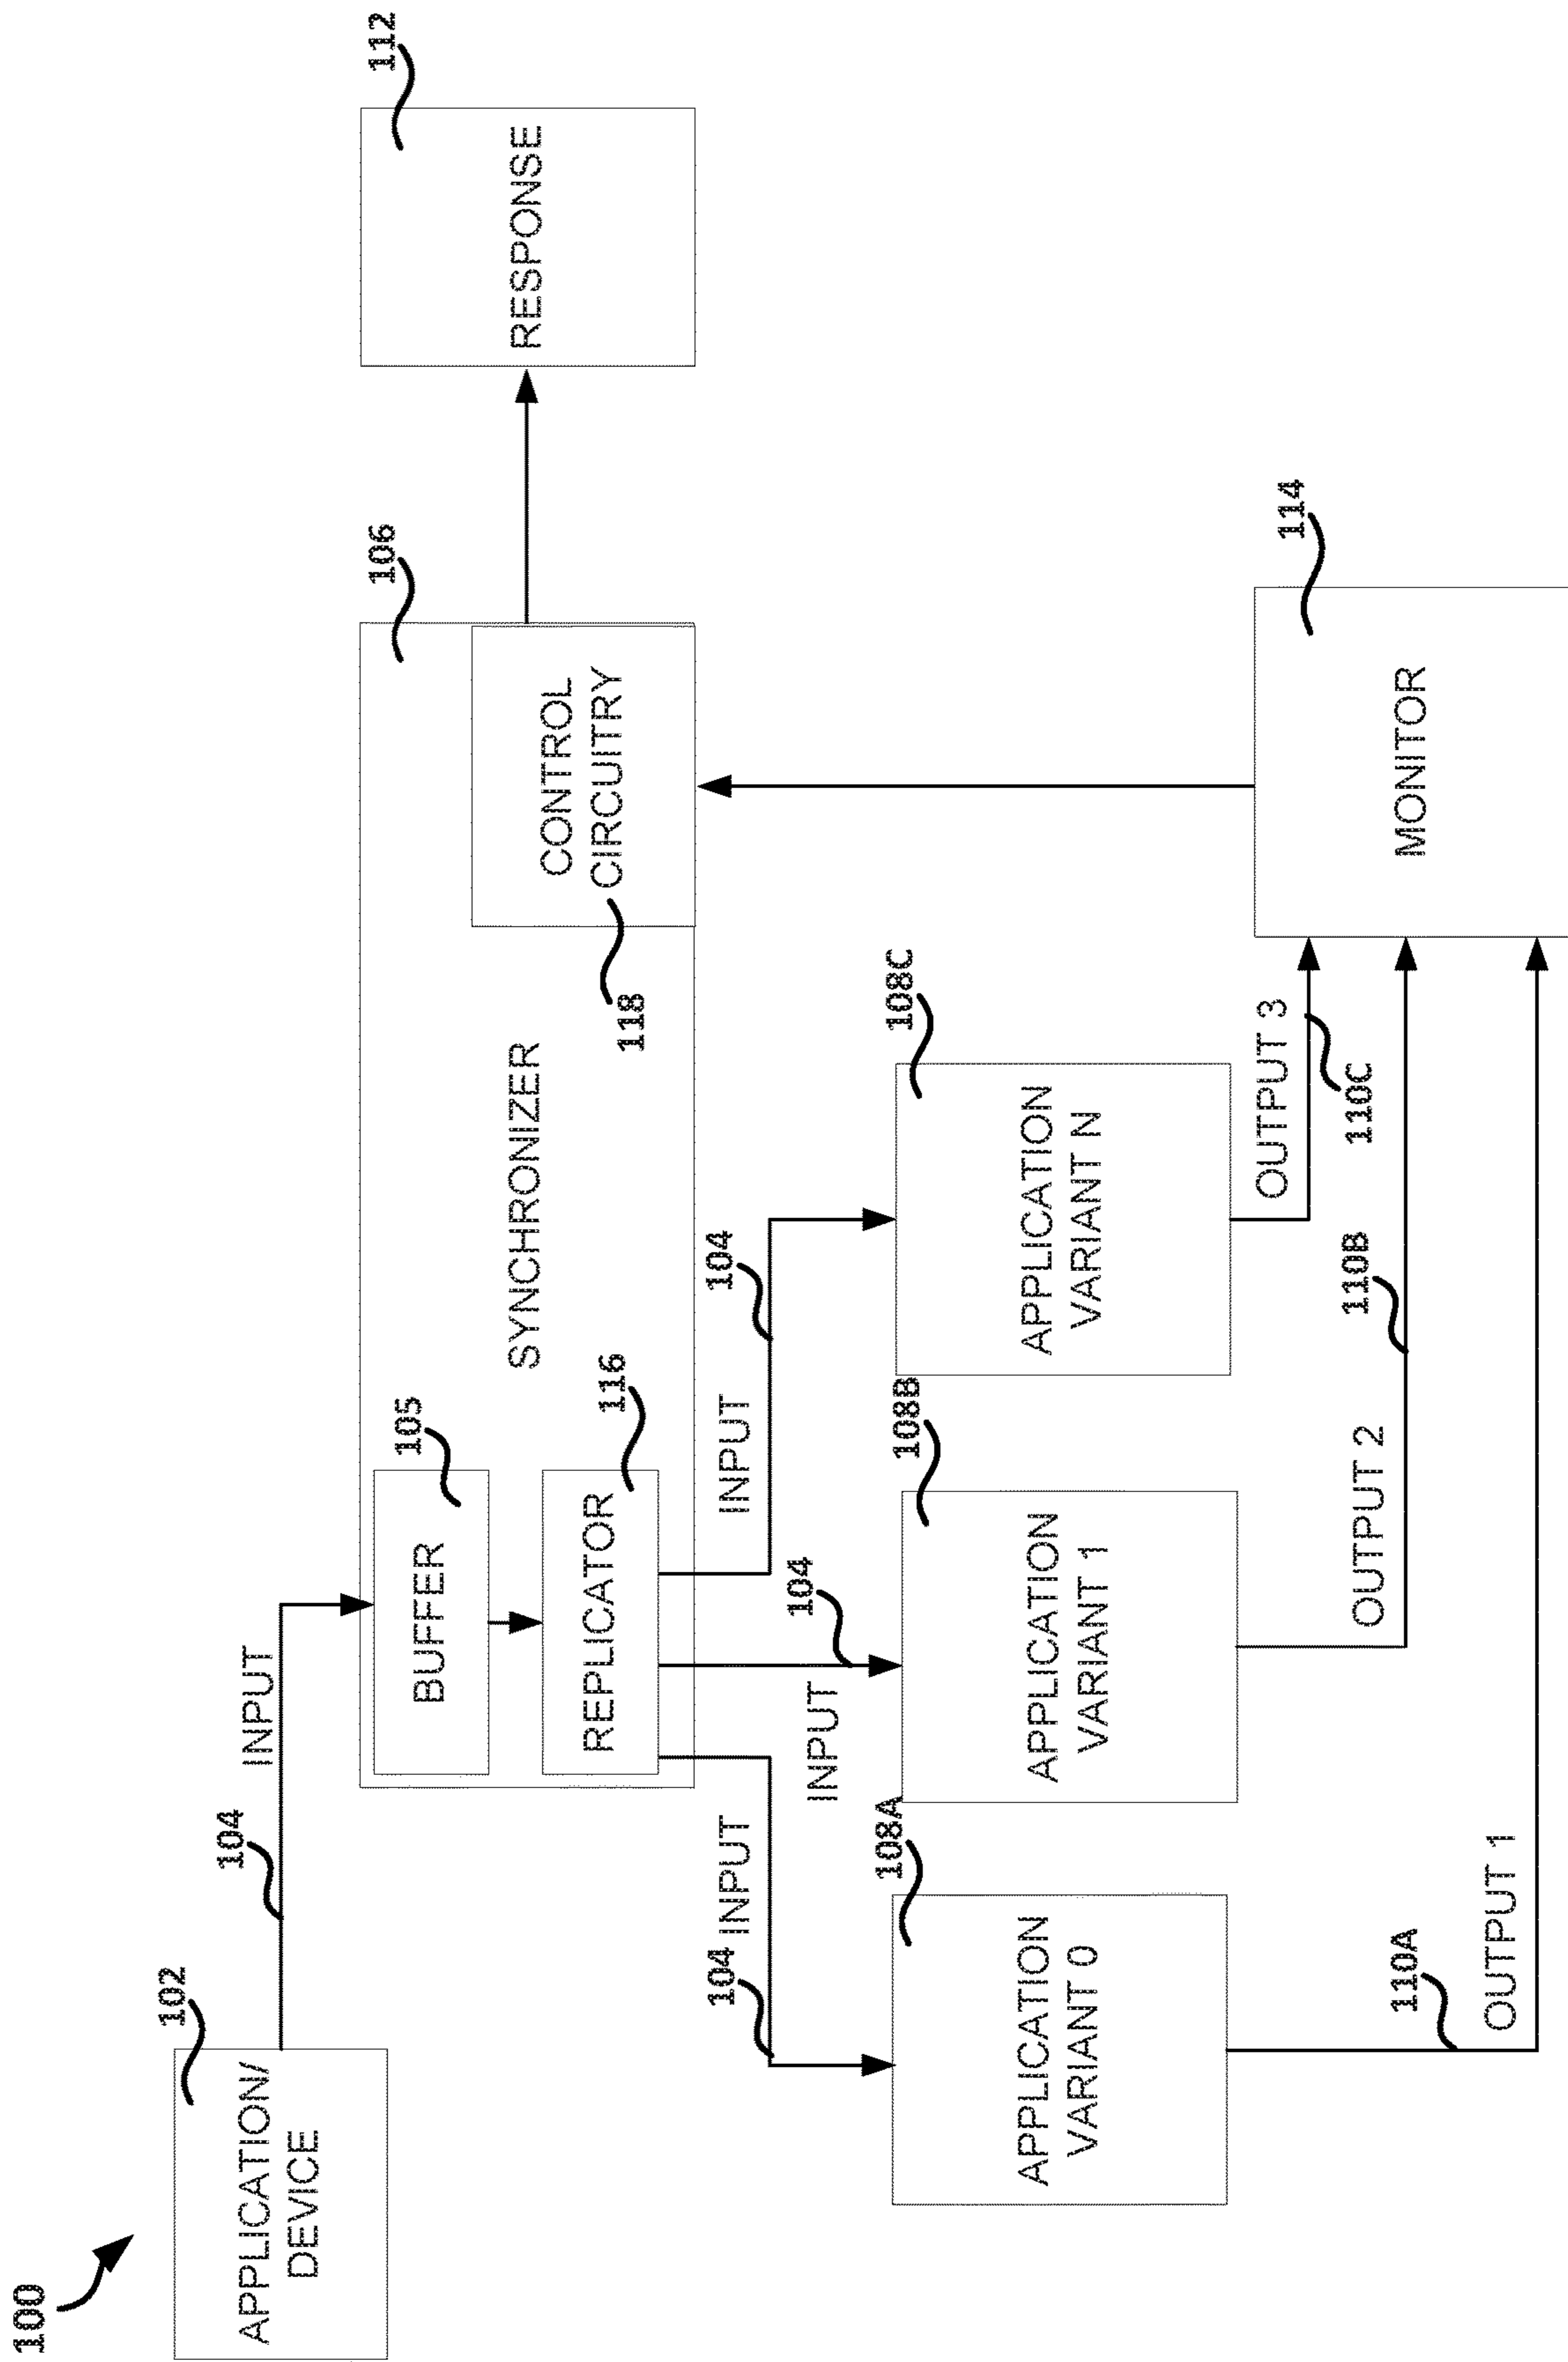 100
APPLICATION/
DEVICE
102
104
INPUT
106
BUFFER
105
REPLICATOR
116
SYNCHRONIZER
CONTROL
CIRCUITRY
118
RESPONSE
112
INPUT
104
INPUT
104
INPUT
104
APPLICATION
VARIANT 0
108A
APPLICATION
VARIANT 1
108B
APPLICATION
VARIANT N
108C
OUTPUT 1
110A
OUTPUT 2
110B
OUTPUT 3
110C
MONITOR
114